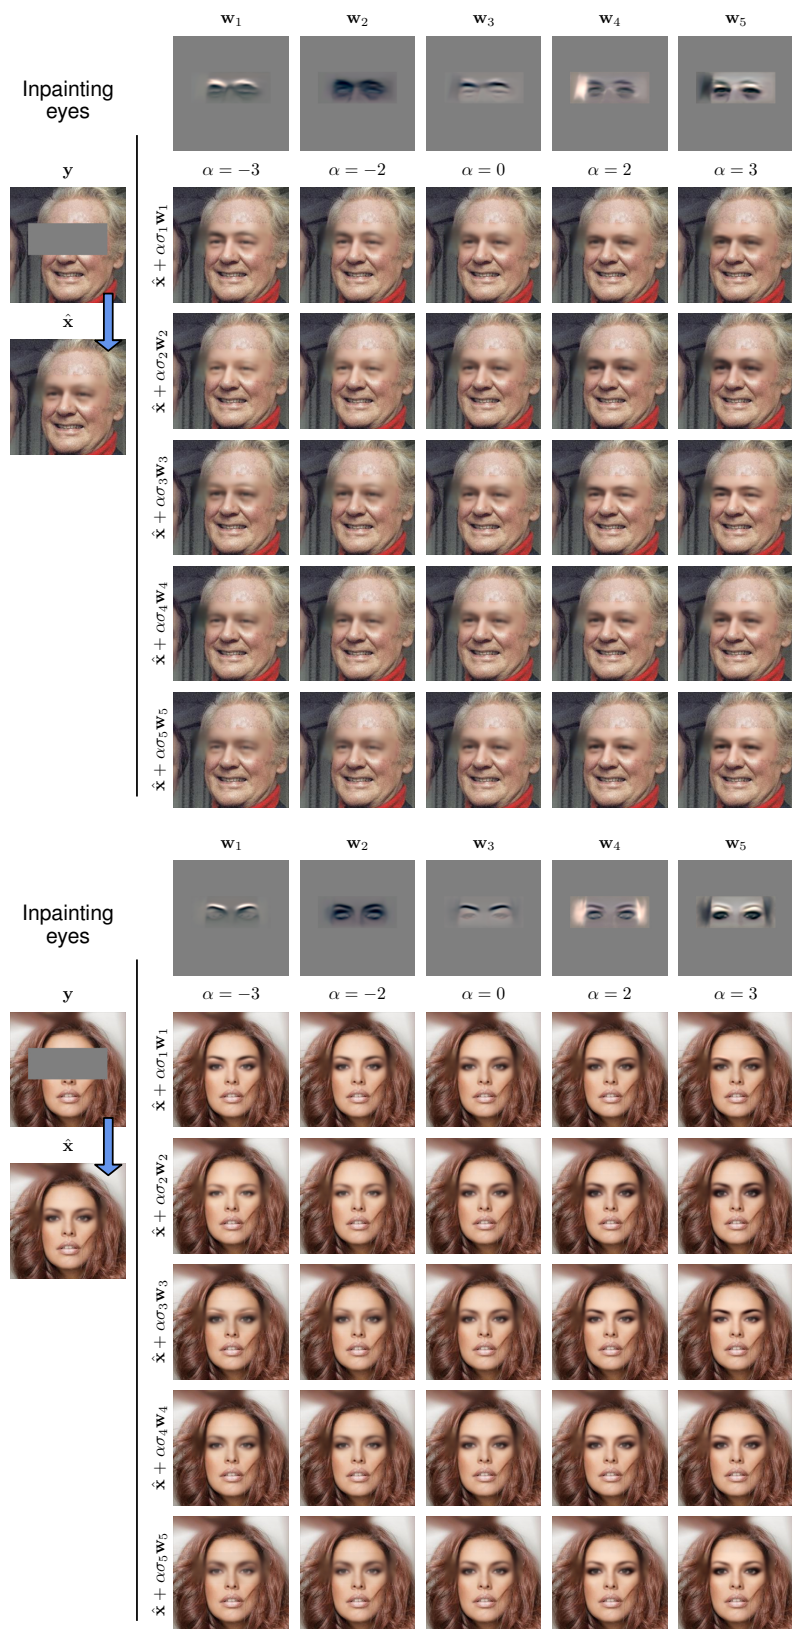 w₁ w₂ w₃ w₄ w₅
Inpainting
eyes
y
α = −3 α = −2 α = 0 α = 2 α = 3
x̂ + ασ₁w₁
x̂
x̂ + ασ₂w₂
x̂ + ασ₃w₃
x̂ + ασ₄w₄
x̂ + ασ₅w₅
w₁ w₂ w₃ w₄ w₅
Inpainting
eyes
y
α = −3 α = −2 α = 0 α = 2 α = 3
x̂ + ασ₁w₁
x̂
x̂ + ασ₂w₂
x̂ + ασ₃w₃
x̂ + ασ₄w₄
x̂ + ασ₅w₅